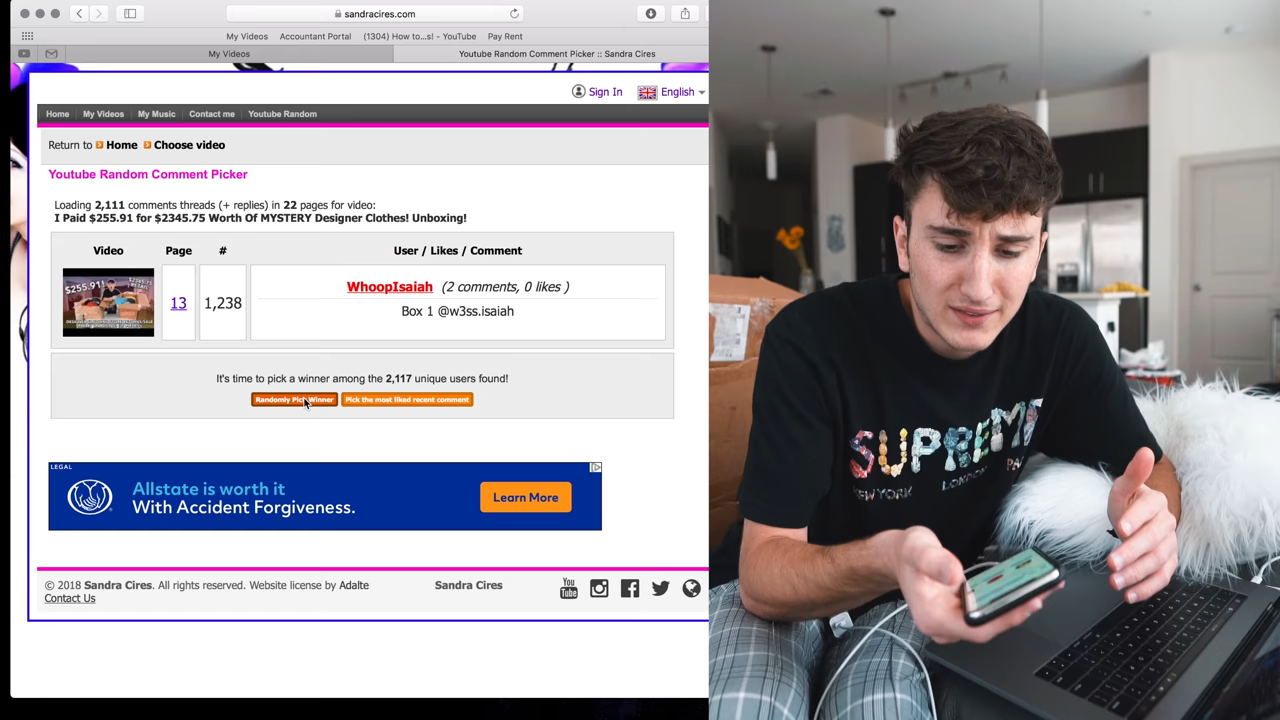 sandracires.com
My Videos Accountant Portal (1304) How to...s! - YouTube Pay Rent
My Videos Youtube Random Comment Picker :: Sandra Cires
Sign In English
Home My Videos My Music Contact me Youtube Random
Return to Home Choose video
Youtube Random Comment Picker
Loading 2,111 comments threads (+ replies) in 22 pages for video:
I Paid $255.91 for $2345.75 Worth Of MYSTERY Designer Clothes! Unboxing!
Video Page # User / Likes / Comment
$255.91!
WhoopIsaiah (2 comments, 0 likes )
13 1,238
Box 1 @w3ss.isaiah
It's time to pick a winner among the 2,117 unique users found!
Randomly Pick Winner Pick the most liked recent comment
LEGAL
Allstate is worth it
With Accident Forgiveness.
Learn More
© 2018 Sandra Cires. All rights reserved. Website license by Adalte Sandra Cires You Tube
Contact Us
SUPREME
NEW YORK LONDON PA